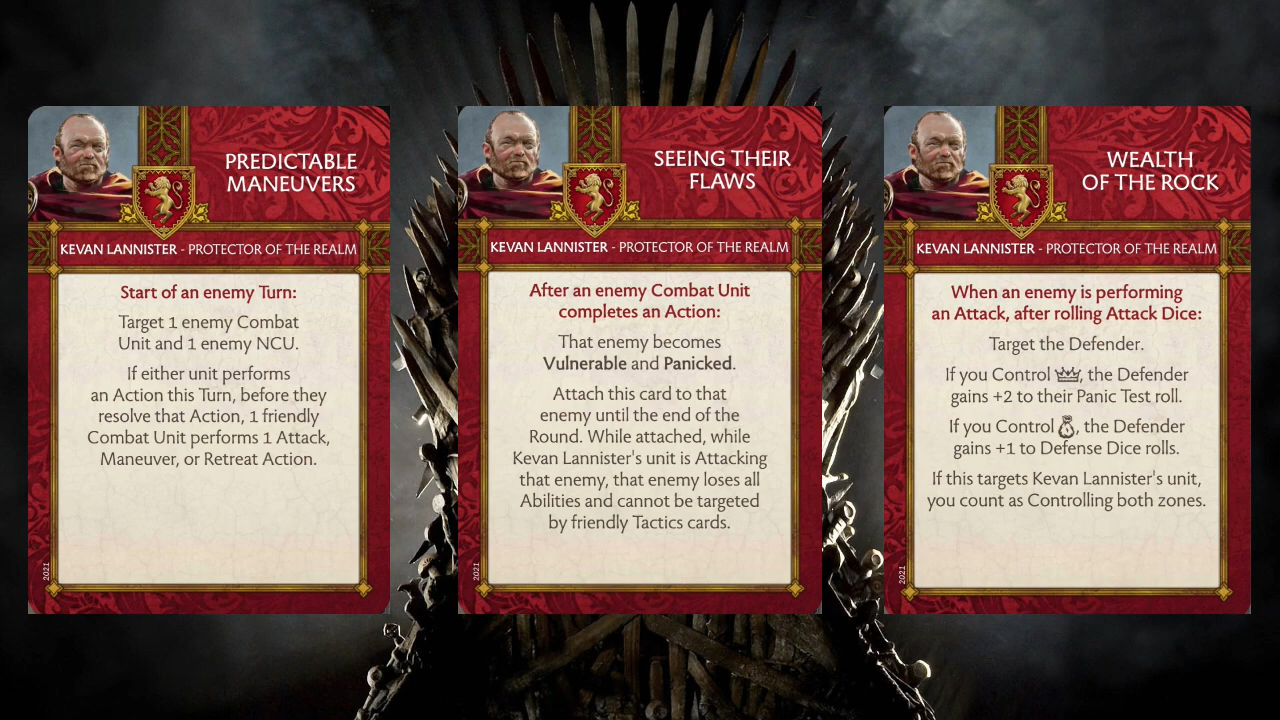 PREDICTABLE
MANEUVERS
KEVAN LANNISTER - PROTECTOR OF THE REALM
Start of an enemy Turn:
Target 1 enemy Combat
Unit and 1 enemy NCU.
If either unit performs
an Action this Turn, before they
resolve that Action, 1 friendly
Combat Unit performs 1 Attack,
Maneuver, or Retreat Action.
2021
SEEING THEIR
FLAWS
KEVAN LANNISTER - PROTECTOR OF THE REALM
After an enemy Combat Unit
completes an Action:
That enemy becomes
Vulnerable and Panicked.
Attach this card to that
enemy until the end of the
Round. While attached, while
Kevan Lannister's unit is Attacking
that enemy, that enemy loses all
Abilities and cannot be targeted
by friendly Tactics cards.
2021
WEALTH
OF THE ROCK
KEVAN LANNISTER - PROTECTOR OF THE REALM
When an enemy is performing
an Attack, after rolling Attack Dice:
Target the Defender.
If you Control , the Defender
gains +2 to their Panic Test roll.
If you Control , the Defender
gains +1 to Defense Dice rolls.
If this targets Kevan Lannister's unit,
you count as Controlling both zones.
2021